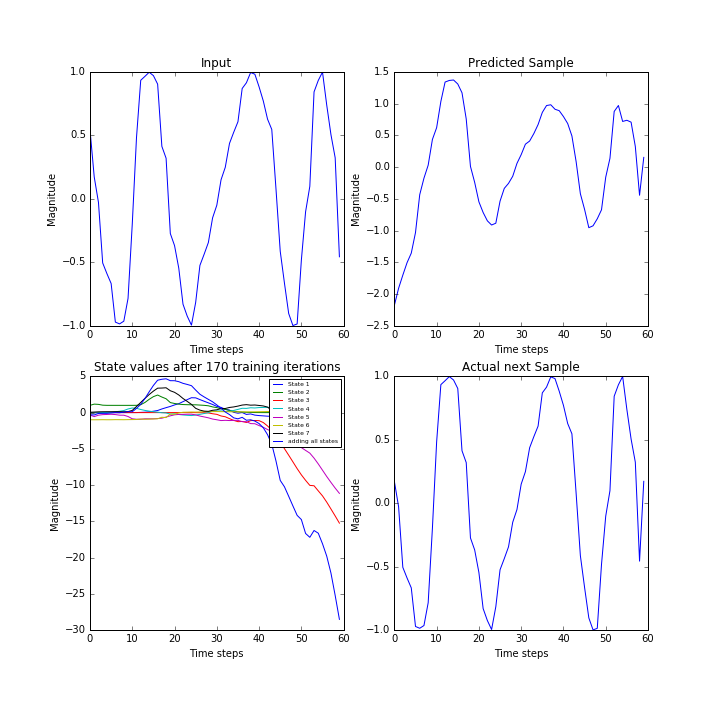 Input
1.0
0.5
0.0
−0.5
−1.0
Magnitude
0 10 20 30 40 50 60
Time steps
Predicted Sample
1.5
1.0
0.5
0.0
−0.5
−1.0
−1.5
−2.0
−2.5
Magnitude
0 10 20 30 40 50 60
Time steps
State values after 170 training iterations
5
0
−5
−10
−15
−20
−25
−30
Magnitude
State 1
State 2
State 3
State 4
State 5
State 6
State 7
adding all states
0 10 20 30 40 50 60
Time steps
Actual next Sample
1.0
0.5
0.0
−0.5
−1.0
Magnitude
0 10 20 30 40 50 60
Time steps